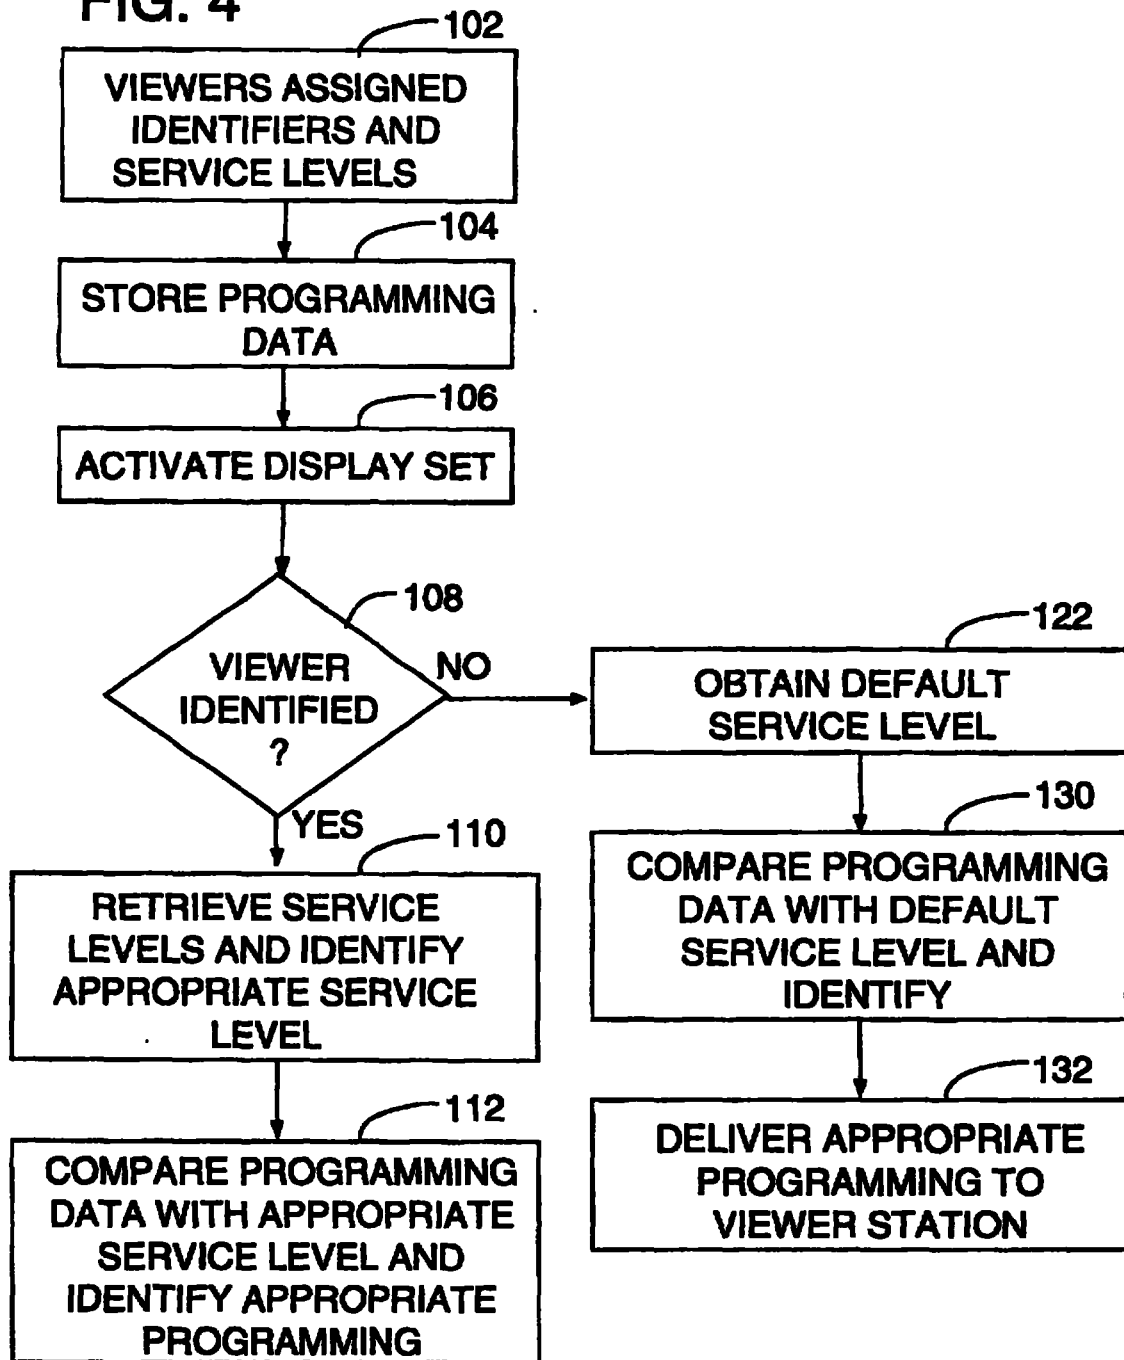 FIG. 4
102
VIEWERS ASSIGNED
IDENTIFIERS AND
SERVICE LEVELS
104
STORE PROGRAMMING
DATA
106
ACTIVATE DISPLAY SET
108
VIEWER
IDENTIFIED
?
NO
YES
122
OBTAIN DEFAULT
SERVICE LEVEL
130
COMPARE PROGRAMMING
DATA WITH DEFAULT
SERVICE LEVEL AND
IDENTIFY
132
DELIVER APPROPRIATE
PROGRAMMING TO
VIEWER STATION
110
RETRIEVE SERVICE
LEVELS AND IDENTIFY
APPROPRIATE SERVICE
LEVEL
112
COMPARE PROGRAMMING
DATA WITH APPROPRIATE
SERVICE LEVEL AND
IDENTIFY APPROPRIATE
PROGRAMMING